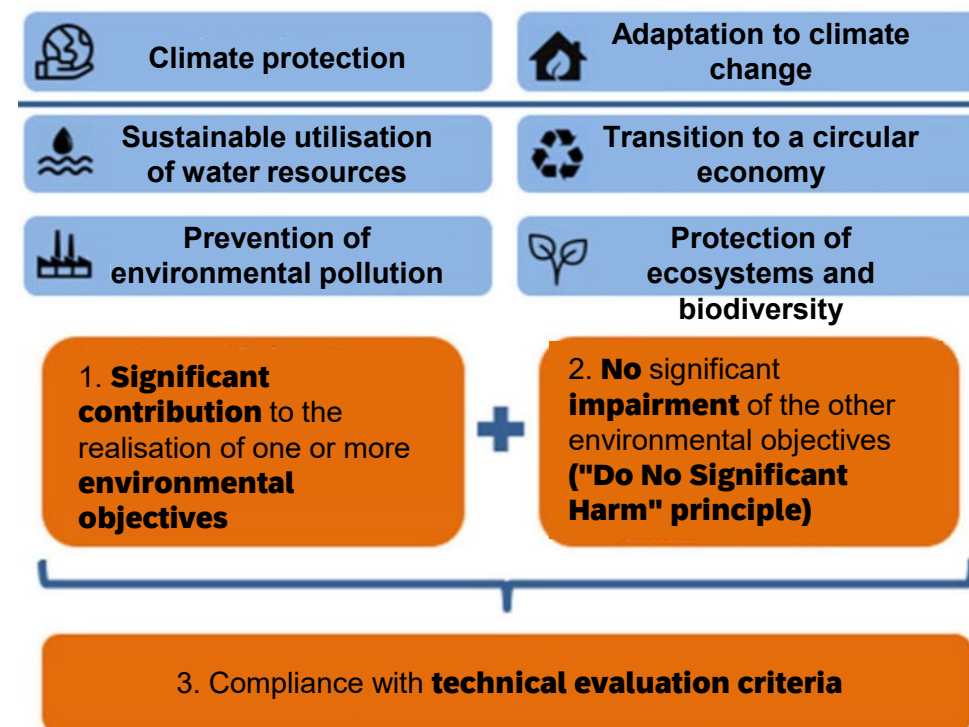 Climate protection
Adaptation to climate
change
Sustainable utilisation
of water resources
Transition to a circular
economy
Prevention of
environmental pollution
Protection of
ecosystems and
biodiversity
1. Significant
contribution to the
realisation of one or more
environmental
objectives
2. No significant
impairment of the other
environmental objectives
("Do No Significant
Harm" principle)
3. Compliance with technical evaluation criteria